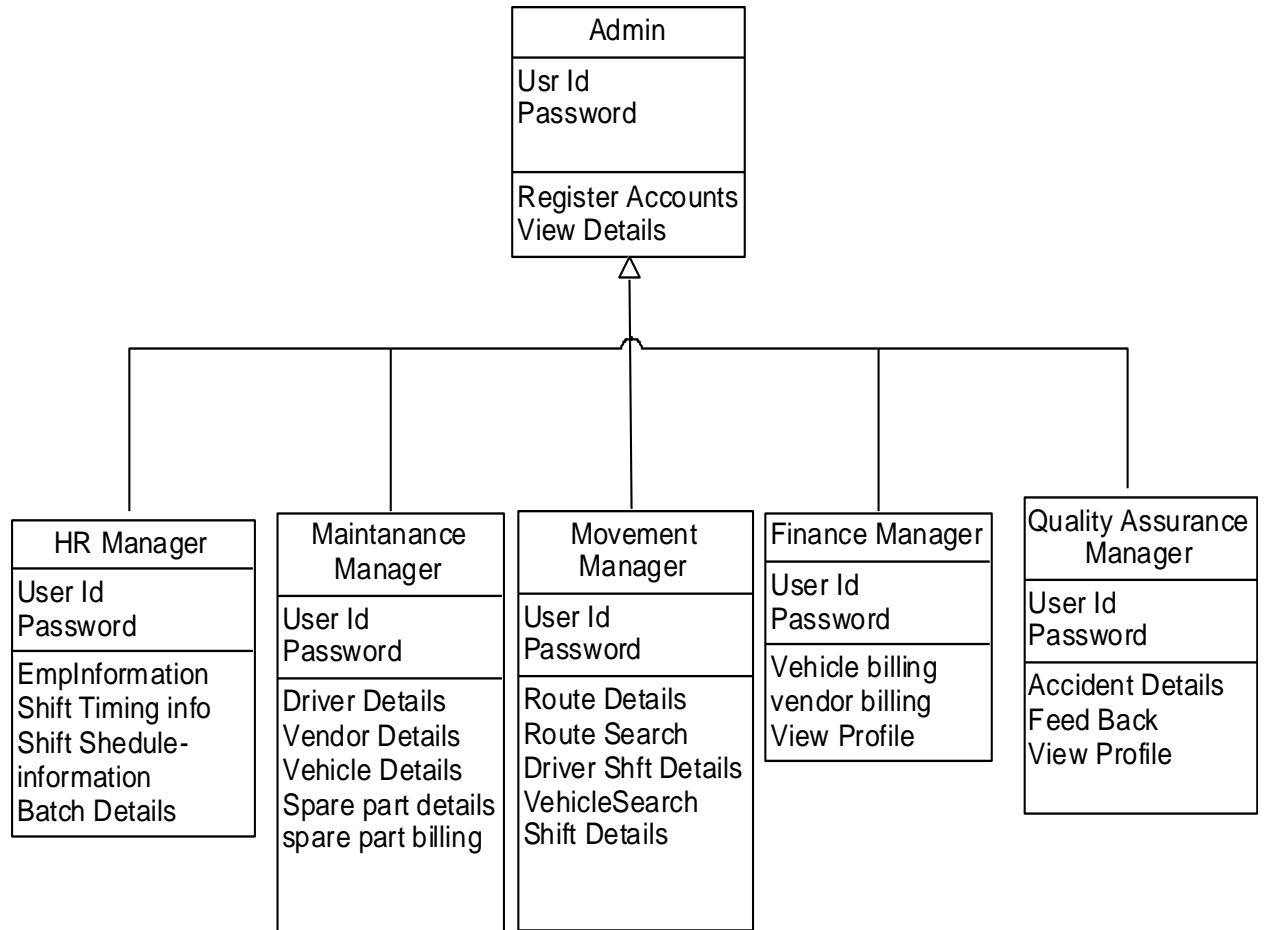 Admin
Usr Id
Password
Register Accounts
View Details
HR Manager
User Id
Password
EmpInformation
Shift Timing info
Shift Shedule-
information
Batch Details
Maintanance
Manager
User Id
Password
Driver Details
Vendor Details
Vehicle Details
Spare part details
spare part billing
Movement
Manager
User Id
Password
Route Details
Route Search
Driver Shft Details
VehicleSearch
Shift Details
Finance Manager
User Id
Password
Vehicle billing
vendor billing
View Profile
Quality Assurance
Manager
User Id
Password
Accident Details
Feed Back
View Profile